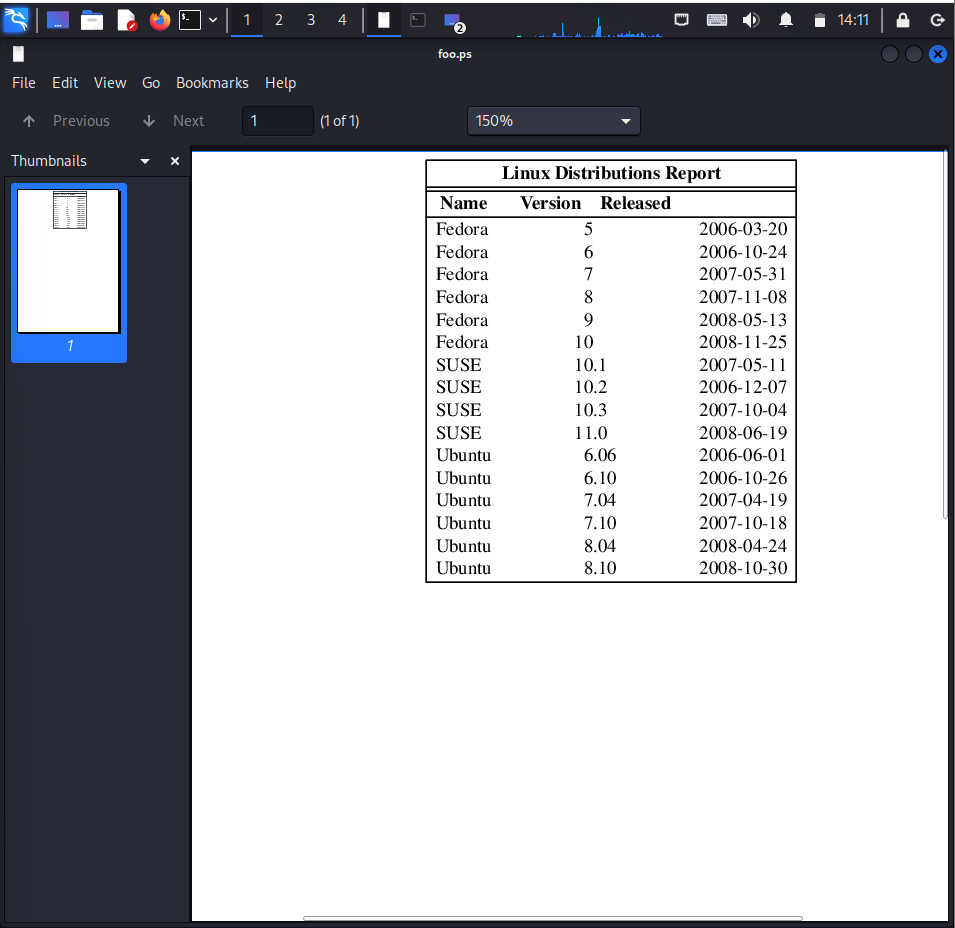 1 2 3 4 2 14:11
foo.ps
File Edit View Go Bookmarks Help
Previous Next 1 (1 of 1) 150%
Thumbnails
1
Linux Distributions Report
Name Version Released
Fedora 5 2006-03-20
Fedora 6 2006-10-24
Fedora 7 2007-05-31
Fedora 8 2007-11-08
Fedora 9 2008-05-13
Fedora 10 2008-11-25
SUSE 10.1 2007-05-11
SUSE 10.2 2006-12-07
SUSE 10.3 2007-10-04
SUSE 11.0 2008-06-19
Ubuntu 6.06 2006-06-01
Ubuntu 6.10 2006-10-26
Ubuntu 7.04 2007-04-19
Ubuntu 7.10 2007-10-18
Ubuntu 8.04 2008-04-24
Ubuntu 8.10 2008-10-30